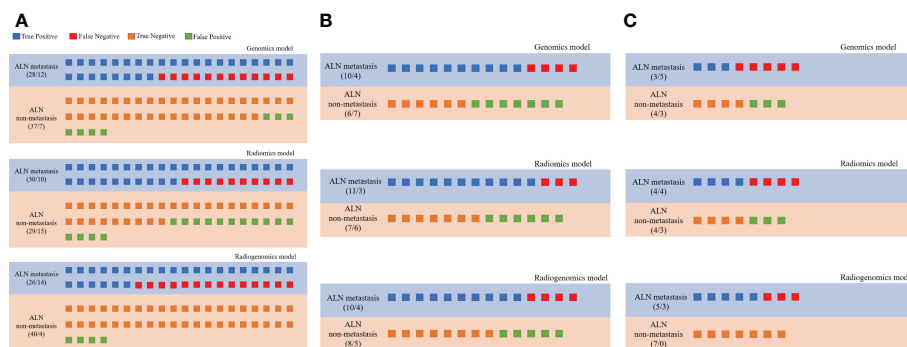 A
True Positive False Negative True Negative False Positive
Genomics model
ALN metastasis
(28/12)
ALN
non-metastasis
(37/7)
Radiomics model
ALN metastasis
(30/10)
ALN
non-metastasis
(29/15)
Radiogenomics model
ALN metastasis
(26/14)
ALN
non-metastasis
(40/4)
B
Genomics model
ALN metastasis
(10/4)
ALN
non-metastasis
(6/7)
Radiomics model
ALN metastasis
(11/3)
ALN
non-metastasis
(7/6)
Radiogenomics model
ALN metastasis
(10/4)
ALN
non-metastasis
(8/5)
C
Genomics model
ALN metastasis
(3/5)
ALN
non-metastasis
(4/3)
Radiomics model
ALN metastasis
(4/4)
ALN
non-metastasis
(4/3)
Radiogenomics model
ALN metastasis
(5/3)
ALN
non-metastasis
(7/0)